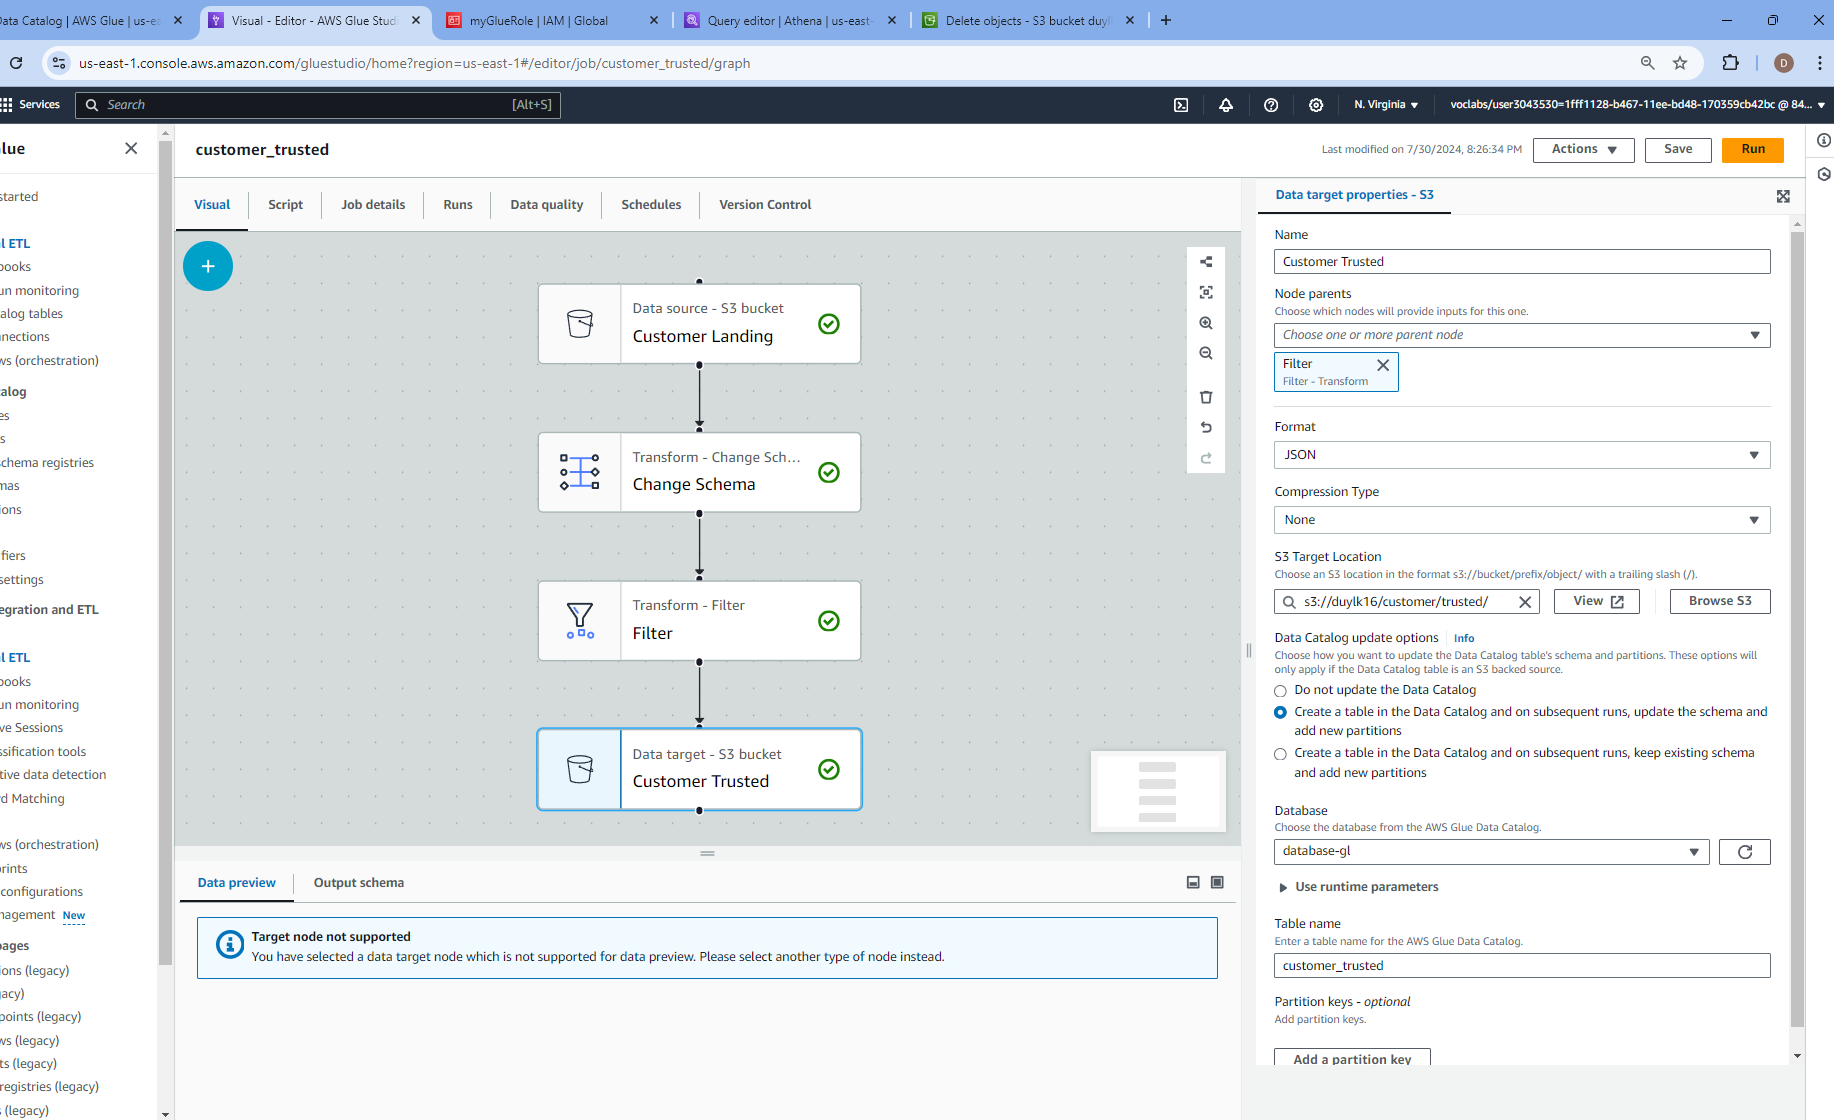 Data Catalog | AWS Glue | us-ea
Visual - Editor - AWS Glue Studi
myGlueRole | IAM | Global
Query editor | Athena | us-east-
Delete objects - S3 bucket duyl
us-east-1.console.aws.amazon.com/gluestudio/home?region=us-east-1#/editor/job/customer_trusted/graph
D
Services
Search
[Alt+S]
N. Virginia
voclabs/user3043530=1fff1128-b467-11ee-bd48-170359cb42bc @ 84...
lue
started
l ETL
books
un monitoring
alog tables
nnections
ws (orchestration)
alog
es
s
schema registries
mas
ions
fiers
settings
egration and ETL
l ETL
books
un monitoring
ve Sessions
ssification tools
tive data detection
rd Matching
ws (orchestration)
rints
configurations
nagement New
pages
ions (legacy)
gacy)
points (legacy)
ws (legacy)
ts (legacy)
registries (legacy)
s (legacy)
customer_trusted
Last modified on 7/30/2024, 8:26:34 PM
Actions
Save
Run
Visual
Script
Job details
Runs
Data quality
Schedules
Version Control
Data source - S3 bucket
Customer Landing
Transform - Change Sch...
Change Schema
Transform - Filter
Filter
Data target - S3 bucket
Customer Trusted
Data preview
Output schema
Target node not supported
You have selected a data target node which is not supported for data preview. Please select another type of node instead.
Data target properties - S3
Name
Customer Trusted
Node parents
Choose which nodes will provide inputs for this one.
Choose one or more parent node
Filter
Filter - Transform
Format
JSON
Compression Type
None
S3 Target Location
Choose an S3 location in the format s3://bucket/prefix/object/ with a trailing slash (/).
s3://duylk16/customer/trusted/
View
Browse S3
Data Catalog update options
Info
Choose how you want to update the Data Catalog table's schema and partitions. These options will
only apply if the Data Catalog table is an S3 backed source.
Do not update the Data Catalog
Create a table in the Data Catalog and on subsequent runs, update the schema and
add new partitions
Create a table in the Data Catalog and on subsequent runs, keep existing schema
and add new partitions
Database
Choose the database from the AWS Glue Data Catalog.
database-gl
Use runtime parameters
Table name
Enter a table name for the AWS Glue Data Catalog.
customer_trusted
Partition keys - optional
Add partition keys.
Add a partition key